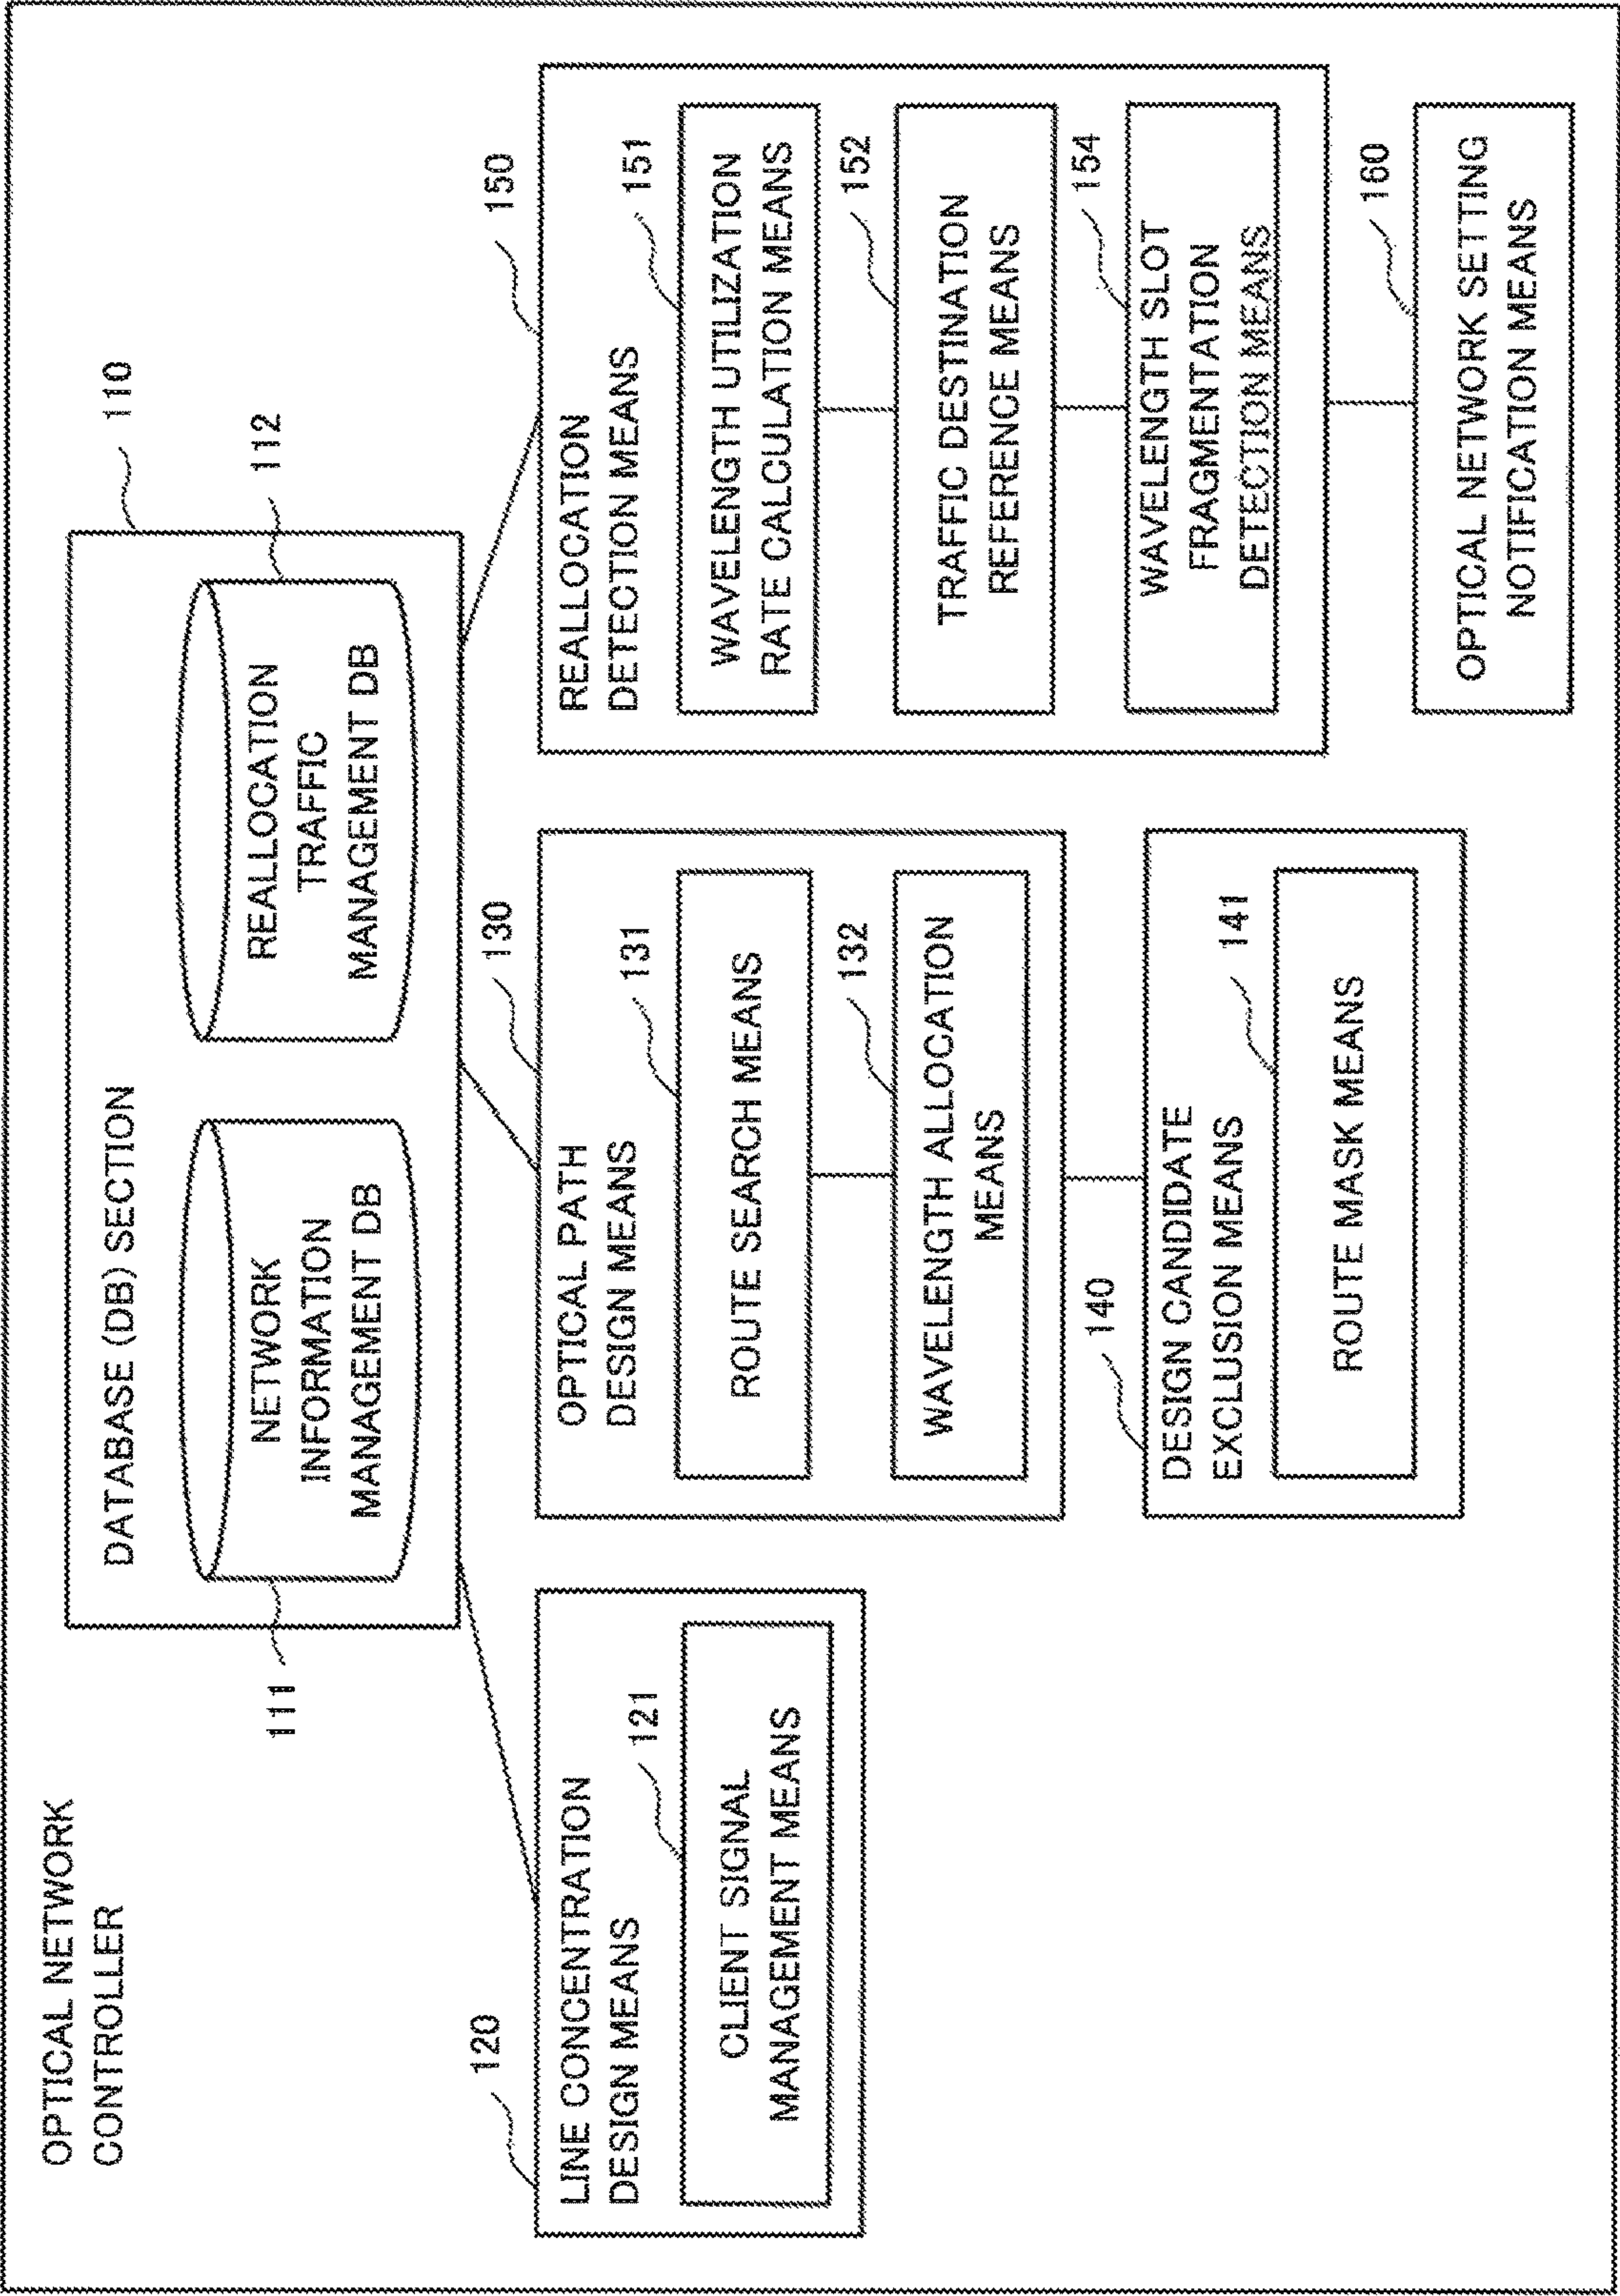 OPTICAL NETWORK
CONTROLLER
110
DATABASE (DB) SECTION
111
NETWORK
INFORMATION
MANAGEMENT DB
112
REALLOCATION
TRAFFIC
MANAGEMENT DB
120
LINE CONCENTRATION
DESIGN MEANS
121
CLIENT SIGNAL
MANAGEMENT MEANS
130
OPTICAL PATH
DESIGN MEANS
131
ROUTE SEARCH MEANS
132
WAVELENGTH ALLOCATION
MEANS
140
DESIGN CANDIDATE
EXCLUSION MEANS
141
ROUTE MASK MEANS
150
REALLOCATION
DETECTION MEANS
151
WAVELENGTH UTILIZATION
RATE CALCULATION MEANS
152
TRAFFIC DESTINATION
REFERENCE MEANS
154
WAVELENGTH SLOT
FRAGMENTATION
DETECTION MEANS
160
OPTICAL NETWORK SETTING
NOTIFICATION MEANS